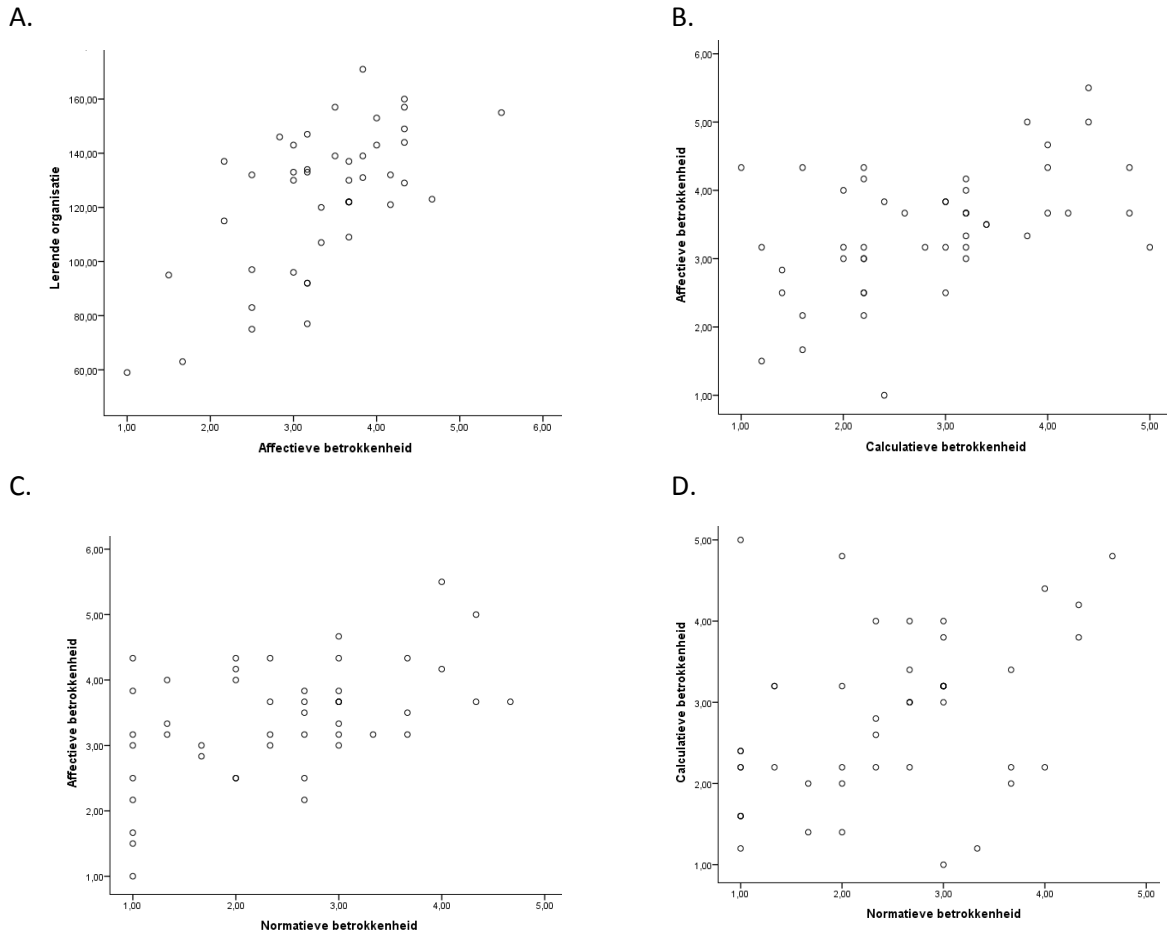 A.
160,00
140,00
120,00
100,00
80,00
60,00
Lerende organisatie
1,00 2,00 3,00 4,00 5,00 6,00
Affectieve betrokkenheid
B.
6,00
5,00
4,00
3,00
2,00
1,00
Affectieve betrokkenheid
1,00 2,00 3,00 4,00 5,00
Calculatieve betrokkenheid
C.
6,00
5,00
4,00
3,00
2,00
1,00
Affectieve betrokkenheid
1,00 2,00 3,00 4,00 5,00
Normatieve betrokkenheid
D.
5,00
4,00
3,00
2,00
1,00
Calculatieve betrokkenheid
1,00 2,00 3,00 4,00 5,00
Normatieve betrokkenheid